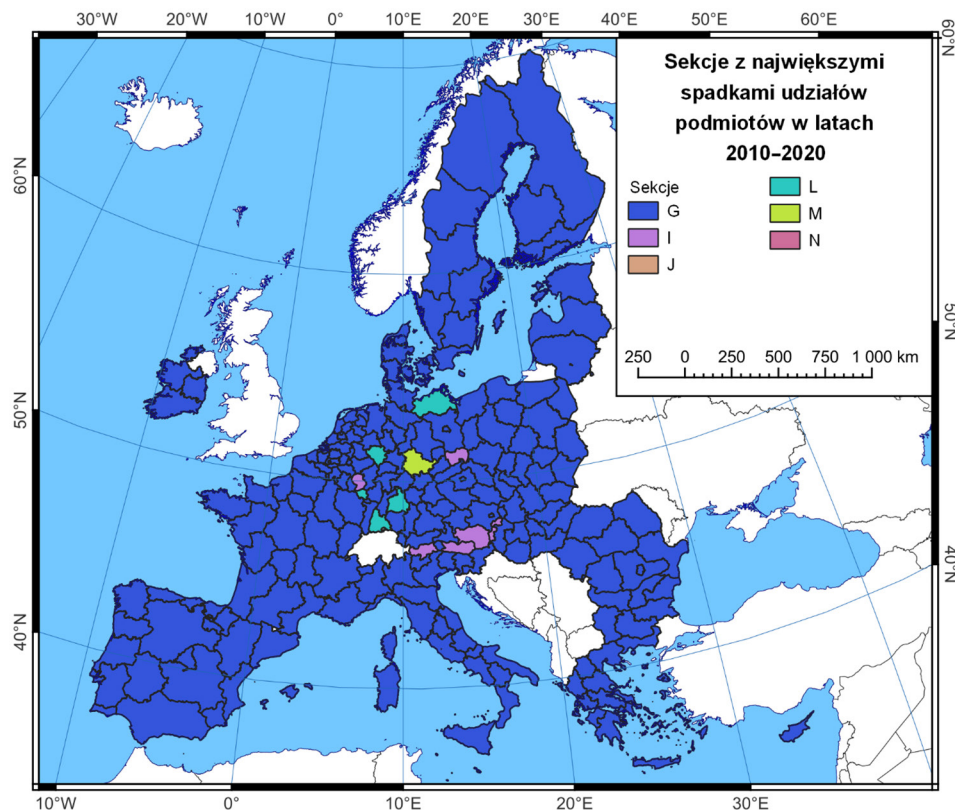 30°W 20°W 10°W 0° 10°E 20°E 30°E 40°E 50°E 60°E
60°N
Sekcje z największymi
spadkami udziałów
podmiotów w latach
2010–2020
Sekcje
G
I
J
L
M
N
250 0 250 500 750 1 000 km
60°N
50°N
50°N
40°N
40°N
10°W 0° 10°E 20°E 30°E